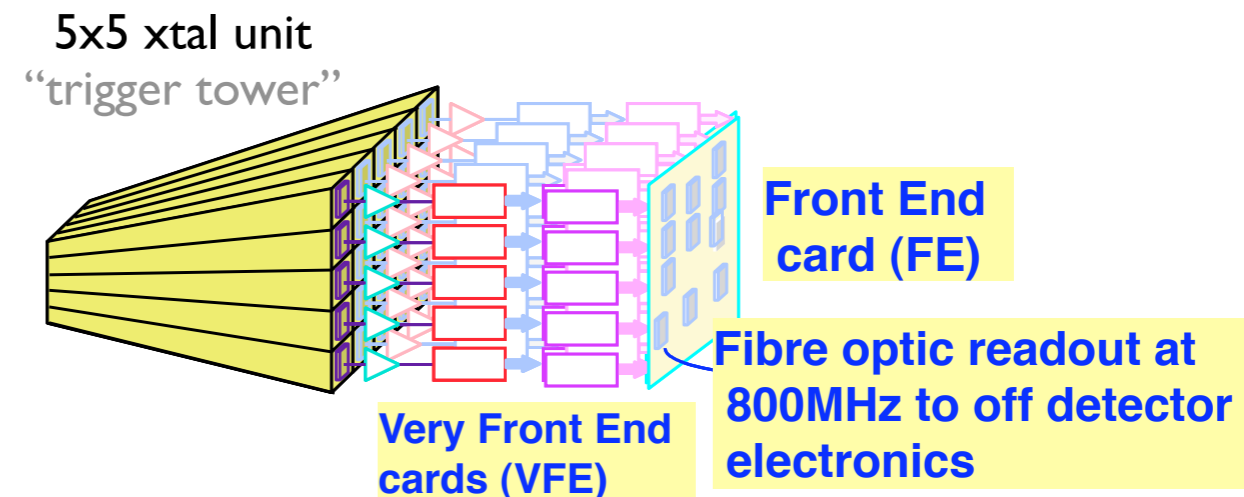 5x5 xtal unit
“trigger tower”
Front End
card (FE)
Fibre optic readout at
800MHz to off detector
electronics
Very Front End
cards (VFE)